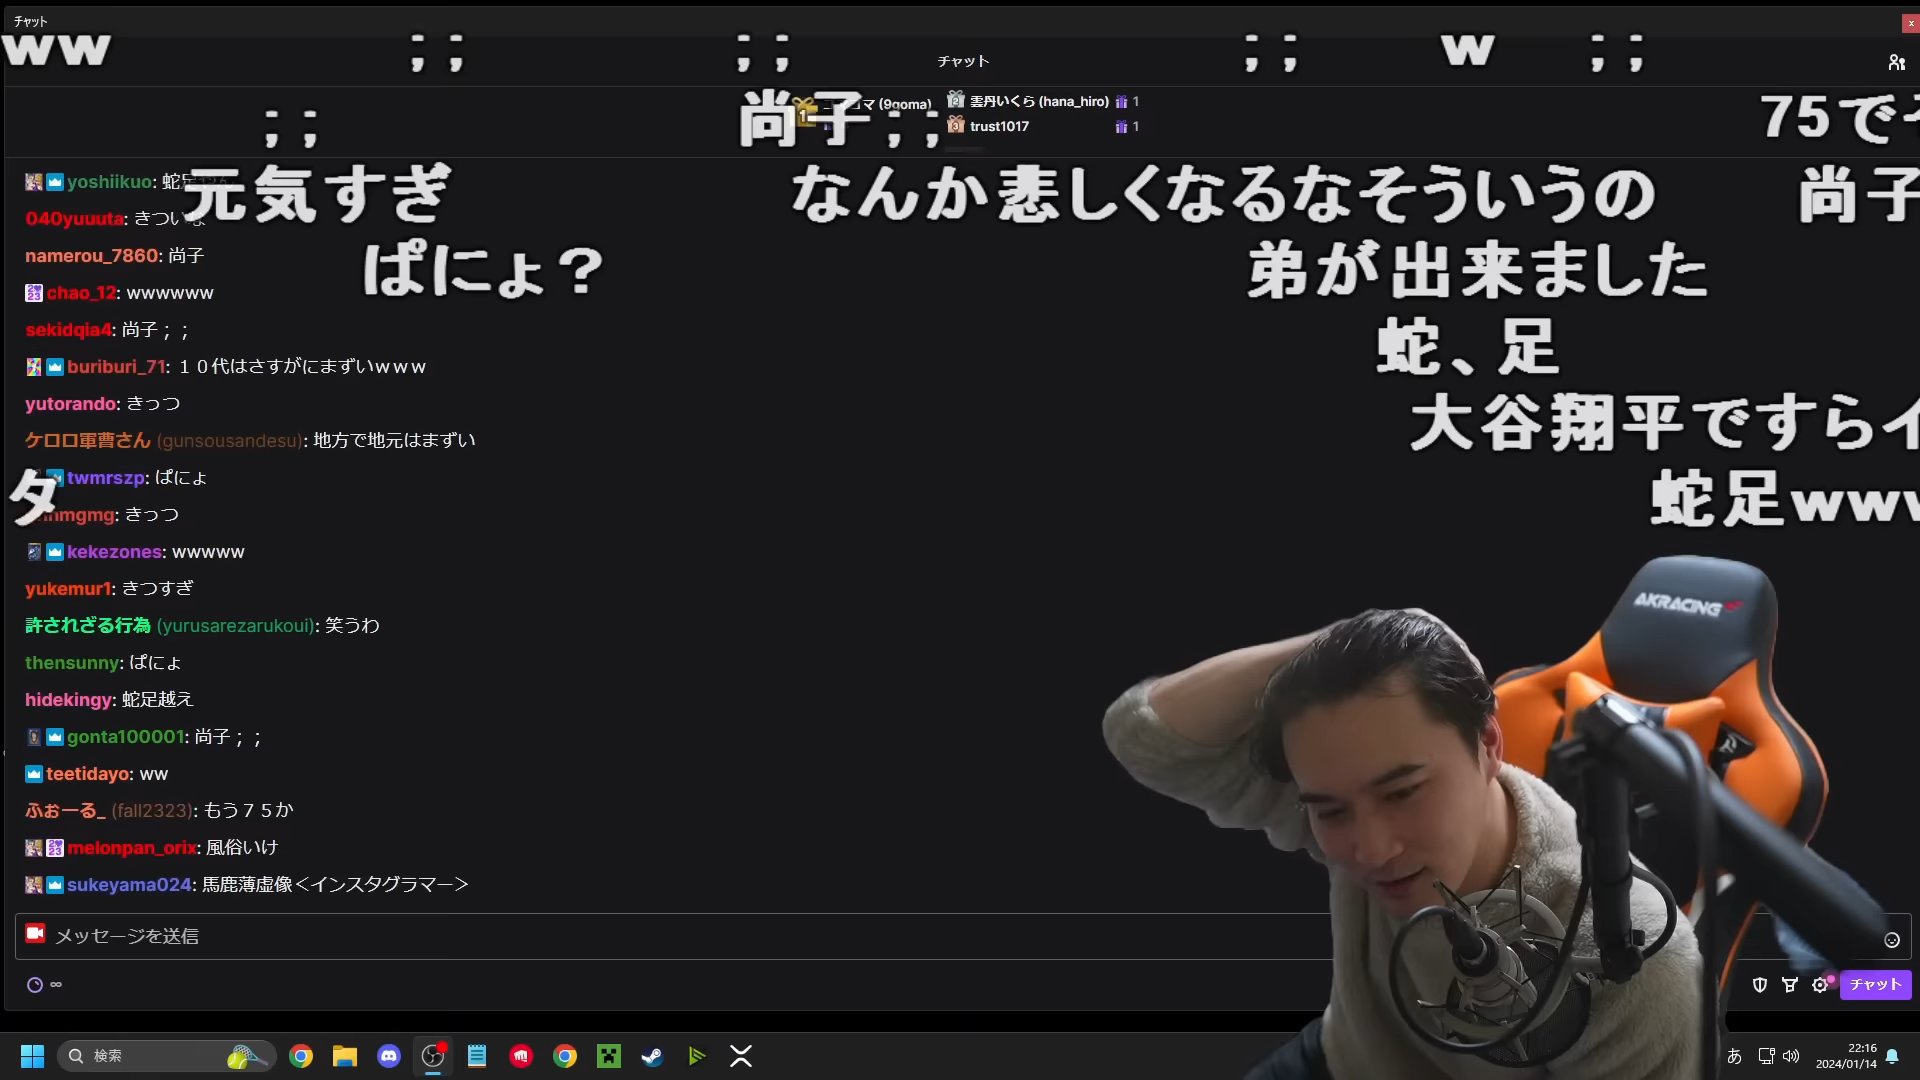 チャット
ww
; ;
; ;
チャット
; ;
w
; ;
; ;
尚子; ;
マ (9goma)
雲丹いくら (hana_hiro) 1
trust1017 1
75で
yoshiikuo: 蛇足
元気すぎ
なんか悲しくなるなそういうの
尚子
040yuuuta: きつい
namerou_7860: 尚子
ぱにょ?
弟が出来ました
chao_12: wwwwww
sekidqia4: 尚子；；
蛇、足
buriburi_71: １０代はさすがにまずいｗｗｗ
yutorando: きっつ
大谷翔平ですらイ
ケロロ軍曹さん (gunsousandesu): 地方で地元はまずい
twmrszp: ぱにょ
タ
蛇足www
mgmg: きっつ
kekezones: wwwww
yukemur1: きつすぎ
AKRACING
許されざる行為 (yurusarezarukoui): 笑うわ
thensunny: ぱにょ
hidekingy: 蛇足越え
gonta100001: 尚子；；
teetidayo: ww
ふぉーる_ (fall2323): もう７５か
melonpan_orix: 風俗いけ
sukeyama024: 馬鹿薄虚像＜インスタグラマー＞
メッセージを送信
∞
チャット
検索
あ
22:16
2024/01/14